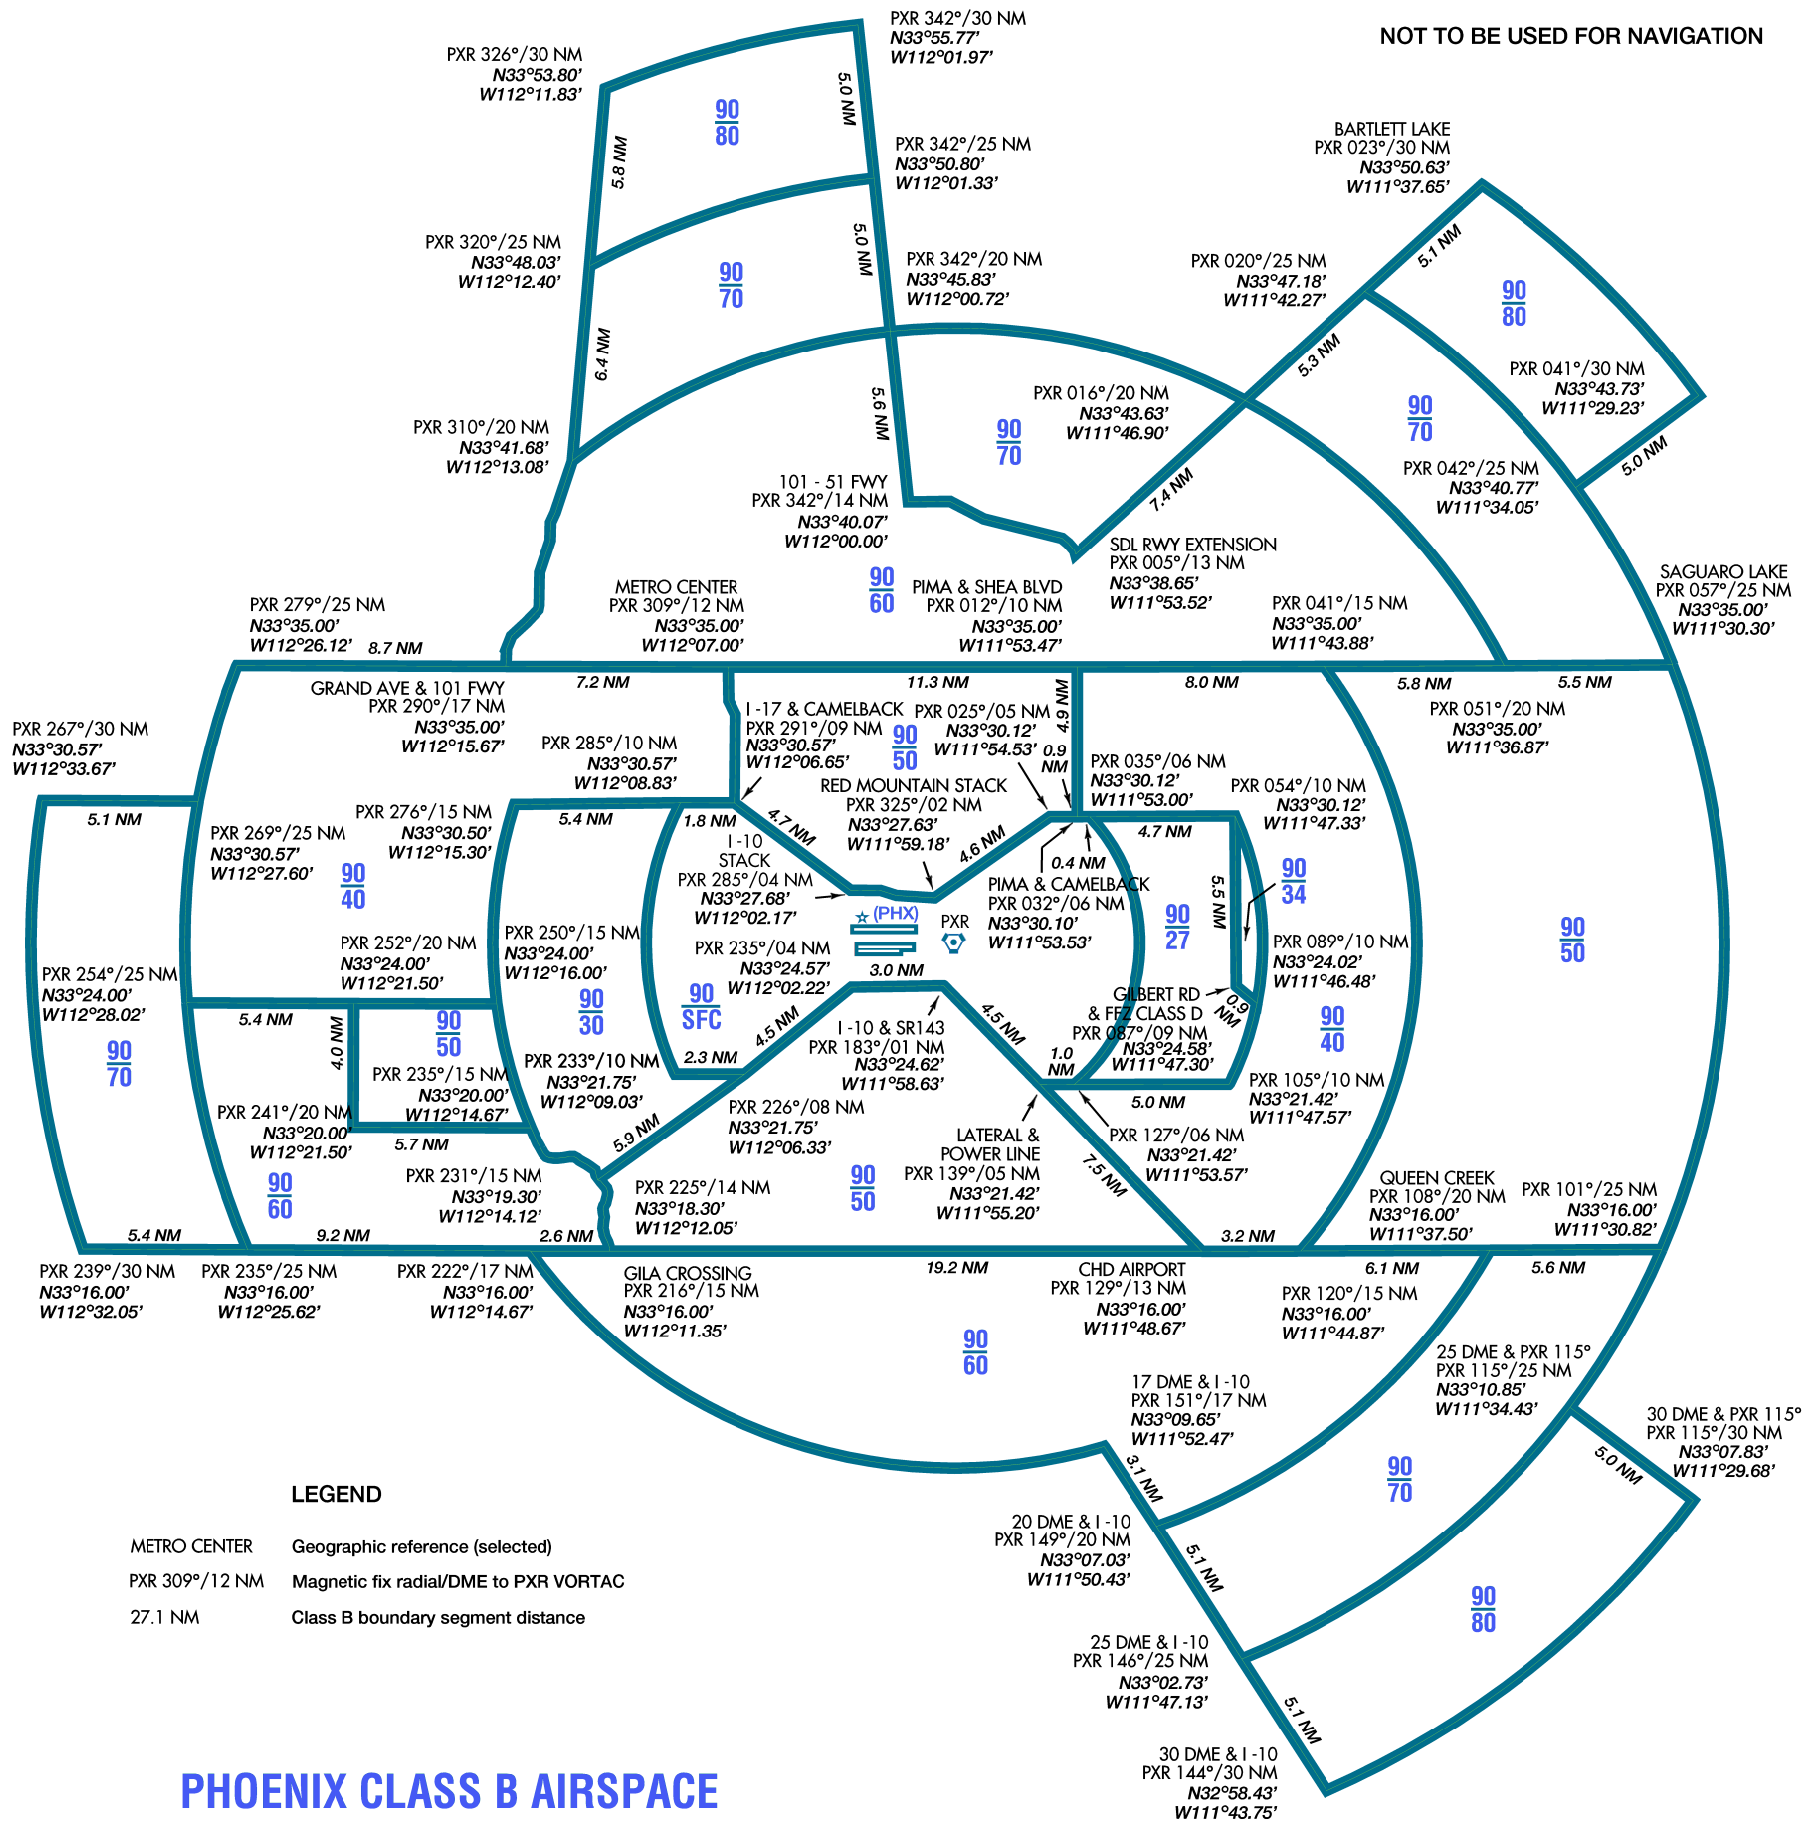 PXR 342°/30 NM
N33°55.77’
W112°01.97’
NOT TO BE USED FOR NAVIGATION
PXR 326°/30 NM
N33°53.80’
W112°11.83’
5.0 NM
90
80
5.8 NM
PXR 342°/25 NM
N33°50.80’
W112°01.33’
BARTLETT LAKE
PXR 023°/30 NM
N33°50.63’
W111°37.65’
PXR 320°/25 NM
N33°48.03’
W112°12.40’
5.0 NM
90
70
PXR 342°/20 NM
N33°45.83’
W112°00.72’
PXR 020°/25 NM
N33°47.18’
W111°42.27’
5.1 NM
90
80
6.4 NM
5.3 NM
PXR 041°/30 NM
N33°43.73’
W111°29.23’
PXR 310°/20 NM
N33°41.68’
W112°13.08’
5.6 NM
PXR 016°/20 NM
N33°43.63’
W111°46.90’
90
70
90
70
5.0 NM
101 - 51 FWY
PXR 342°/14 NM
N33°40.07’
W112°00.00’
7.4 NM
PXR 042°/25 NM
N33°40.77’
W111°34.05’
SDL RWY EXTENSION
PXR 005°/13 NM
N33°38.65’
W111°53.52’
90
60
SAGUARO LAKE
PXR 057°/25 NM
N33°35.00’
W111°30.30’
PXR 279°/25 NM
N33°35.00’
W112°26.12’
8.7 NM
METRO CENTER
PXR 309°/12 NM
N33°35.00’
W112°07.00’
PIMA & SHEA BLVD
PXR 012°/10 NM
N33°35.00’
W111°53.47’
PXR 041°/15 NM
N33°35.00’
W111°43.88’
7.2 NM
11.3 NM
8.0 NM
5.8 NM
5.5 NM
GRAND AVE & 101 FWY
PXR 290°/17 NM
N33°35.00’
W112°15.67’
4.9 NM
PXR 051°/20 NM
N33°35.00’
W111°36.87’
PXR 267°/30 NM
N33°30.57’
W112°33.67’
PXR 285°/10 NM
N33°30.57’
W112°08.83’
I -17 & CAMELBACK
PXR 291°/09 NM
N33°30.57’
W112°06.65’
90
50
PXR 025°/05 NM
N33°30.12’
W111°54.53’
0.9
NM
PXR 035°/06 NM
N33°30.12’
W111°53.00’
PXR 054°/10 NM
N33°30.12’
W111°47.33’
5.1 NM
PXR 276°/15 NM
N33°30.50’
W112°15.30’
5.4 NM
1.8 NM
4.7 NM
RED MOUNTAIN STACK
PXR 325°/02 NM
N33°27.63’
W111°59.18’
4.6 NM
4.7 NM
PXR 269°/25 NM
N33°30.57’
W112°27.60’
90
40
I -10
STACK
PXR 285°/04 NM
N33°27.68’
W112°02.17’
0.4 NM
PIMA & CAMELBACK
PXR 032°/06 NM
N33°30.10’
W111°53.53’
5.5 NM
90
34
(PHX)
PXR
90
27
90
50
PXR 252°/20 NM
N33°24.00’
W112°21.50’
PXR 250°/15 NM
N33°24.00’
W112°16.00’
PXR 235°/04 NM
N33°24.57’
W112°02.22’
3.0 NM
PXR 089°/10 NM
N33°24.02’
W111°46.48’
PXR 254°/25 NM
N33°24.00’
W112°28.02’
90
30
90
SFC
GILBERT RD
& FFZ CLASS D
PXR 087°/09 NM
N33°24.58’
W111°47.30’
0.9
NM
90
40
5.4 NM
4.0 NM
90
50
4.5 NM
I -10 & SR143
PXR 183°/01 NM
N33°24.62’
W111°58.63’
4.5 NM
90
70
2.3 NM
1.0
NM
PXR 235°/15 NM
N33°20.00’
W112°14.67’
PXR 233°/10 NM
N33°21.75’
W112°09.03’
PXR 105°/10 NM
N33°21.42’
W111°47.57’
5.0 NM
PXR 241°/20 NM
N33°20.00’
W112°21.50’
5.7 NM
5.9 NM
PXR 226°/08 NM
N33°21.75’
W112°06.33’
LATERAL &
POWER LINE
PXR 139°/05 NM
N33°21.42’
W111°55.20’
PXR 127°/06 NM
N33°21.42’
W111°53.57’
90
60
PXR 231°/15 NM
N33°19.30’
W112°14.12’
PXR 225°/14 NM
N33°18.30’
W112°12.05’
90
50
7.5 NM
QUEEN CREEK
PXR 108°/20 NM
N33°16.00’
W111°37.50’
PXR 101°/25 NM
N33°16.00’
W111°30.82’
5.4 NM
9.2 NM
2.6 NM
3.2 NM
PXR 239°/30 NM
N33°16.00’
W112°32.05’
PXR 235°/25 NM
N33°16.00’
W112°25.62’
PXR 222°/17 NM
N33°16.00’
W112°14.67’
GILA CROSSING
PXR 216°/15 NM
N33°16.00’
W112°11.35’
19.2 NM
CHD AIRPORT
PXR 129°/13 NM
N33°16.00’
W111°48.67’
6.1 NM
5.6 NM
PXR 120°/15 NM
N33°16.00’
W111°44.87’
90
60
25 DME & PXR 115°
PXR 115°/25 NM
N33°10.85’
W111°34.43’
17 DME & I -10
PXR 151°/17 NM
N33°09.65’
W111°52.47’
30 DME & PXR 115°
PXR 115°/30 NM
N33°07.83’
W111°29.68’
5.0 NM
3.1 NM
90
70
LEGEND
20 DME & I -10
PXR 149°/20 NM
N33°07.03’
W111°50.43’
5.1 NM
METRO CENTER
Geographic reference (selected)
PXR 309°/12 NM
Magnetic fix radial/DME to PXR VORTAC
27.1 NM
Class B boundary segment distance
90
80
25 DME & I -10
PXR 146°/25 NM
N33°02.73’
W111°47.13’
5.1 NM
30 DME & I -10
PXR 144°/30 NM
N32°58.43’
W111°43.75’
PHOENIX CLASS B AIRSPACE